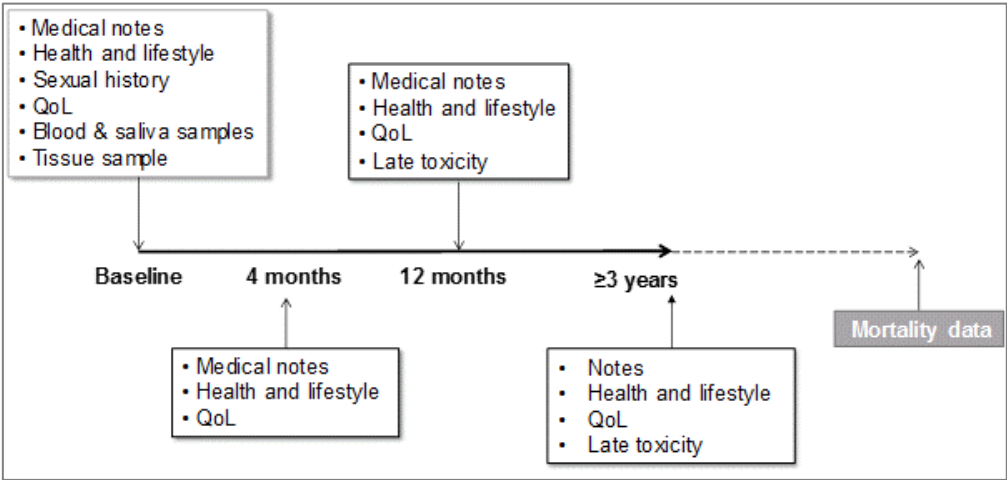 • Medical notes
• Health and lifestyle
• Sexual history
• QoL
• Blood & saliva samples
• Tissue sample
• Medical notes
• Health and lifestyle
• QoL
• Late toxicity
Baseline
4 months
12 months
≥3 years
Mortality data
• Medical notes
• Health and lifestyle
• QoL
• Notes
• Health and lifestyle
• QoL
• Late toxicity